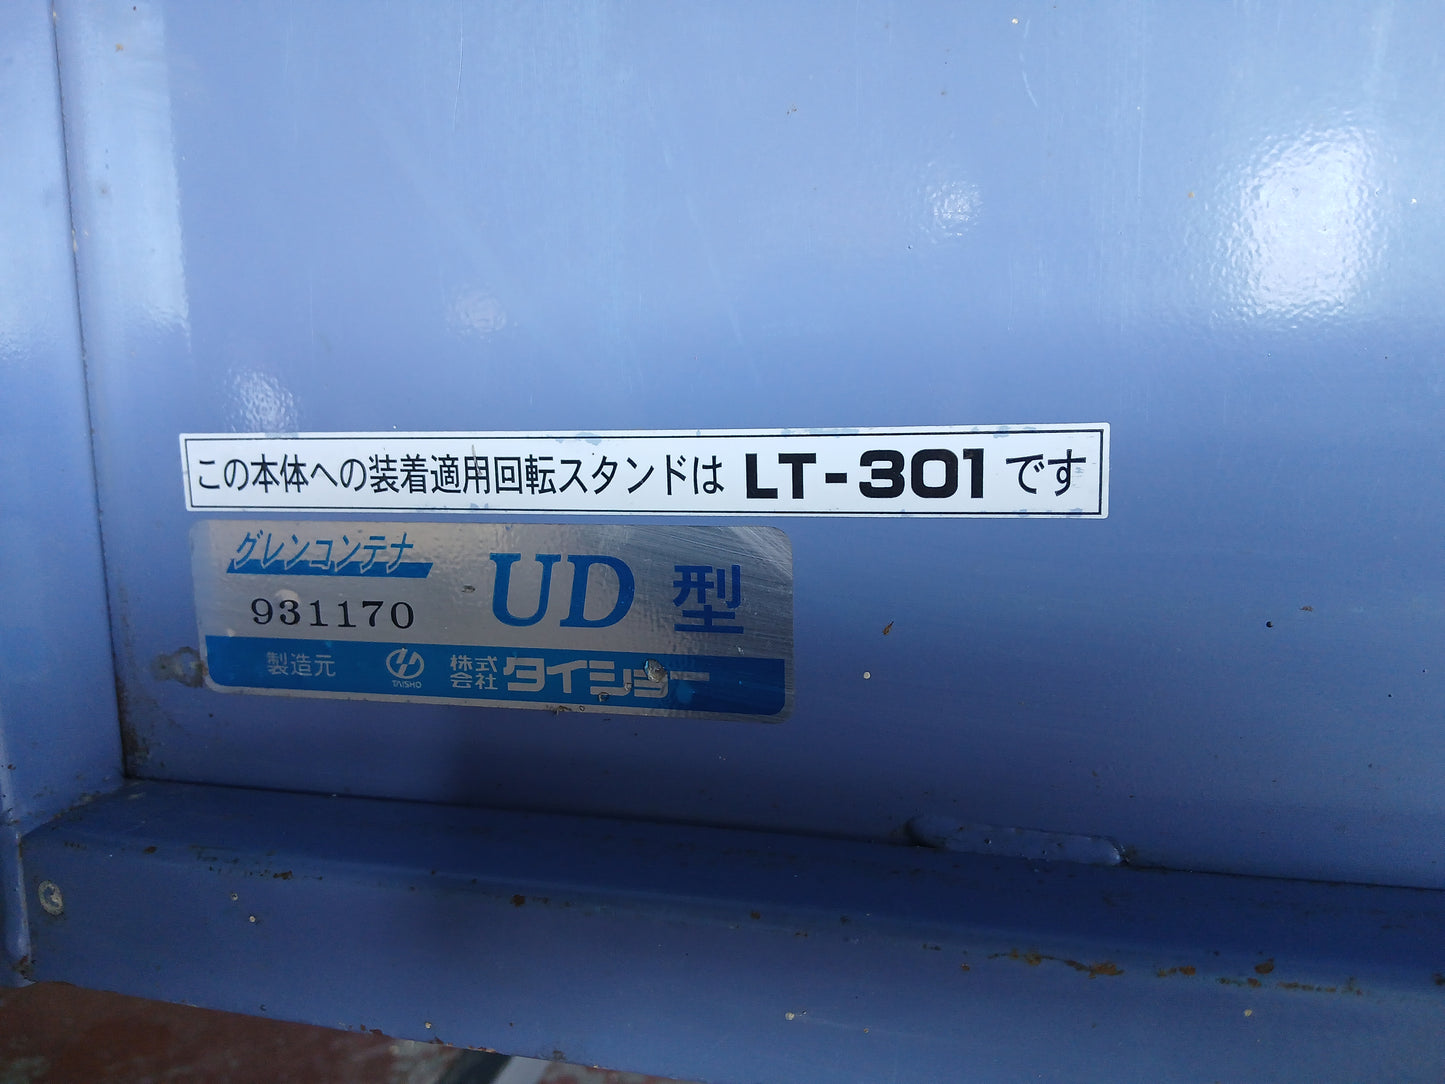 この本体への装着適用回転スタンドは LT-301 です
グレンコンテナ UD 型
931170
製造元 TAISHO 株式会社 タイショー